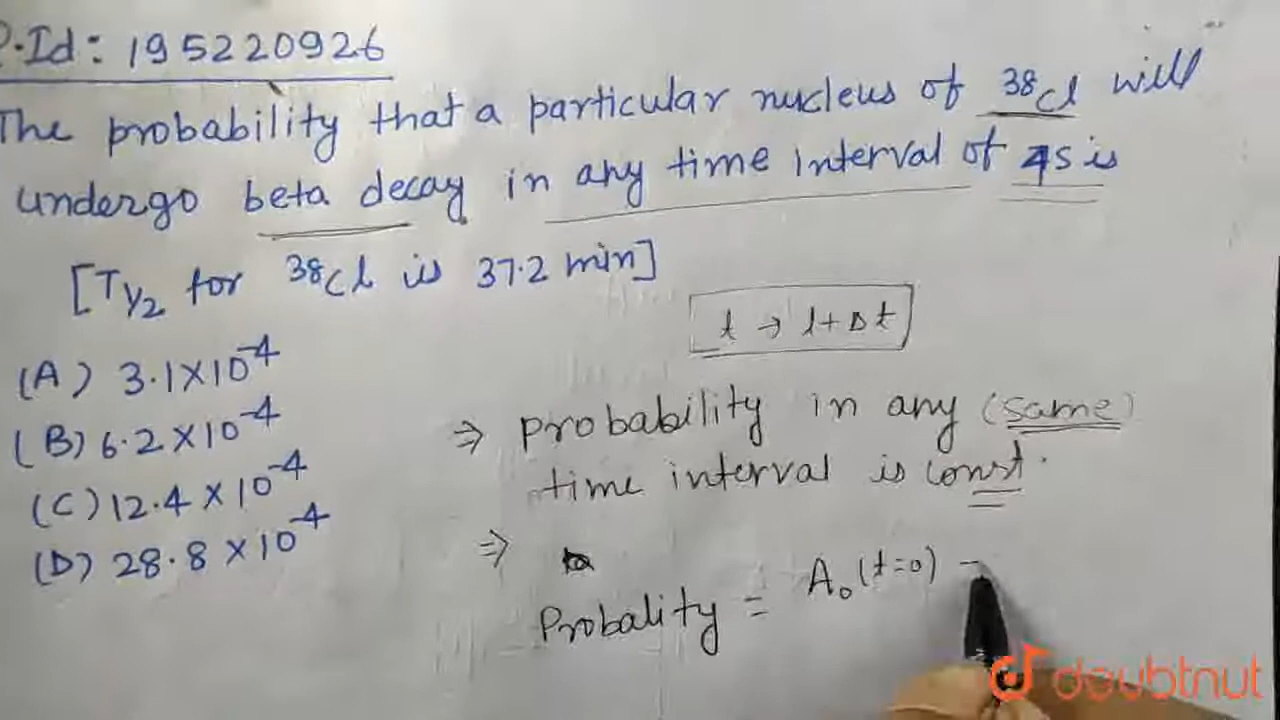 ?.Id: 195220926
The probability that a particular nucleus of ³⁸Cl will
undergo beta decay in any time interval of 4s is
[T½ for ³⁸Cl is 37.2 min]
t → t+Δt
(A) 3.1×10⁻⁴
(B) 6.2×10⁻⁴
(C) 12.4×10⁻⁴
(D) 28.8×10⁻⁴
⇒ probability in any (same)
time interval is const.
⇒
Probality = A₀(t=0) −
doubtnut